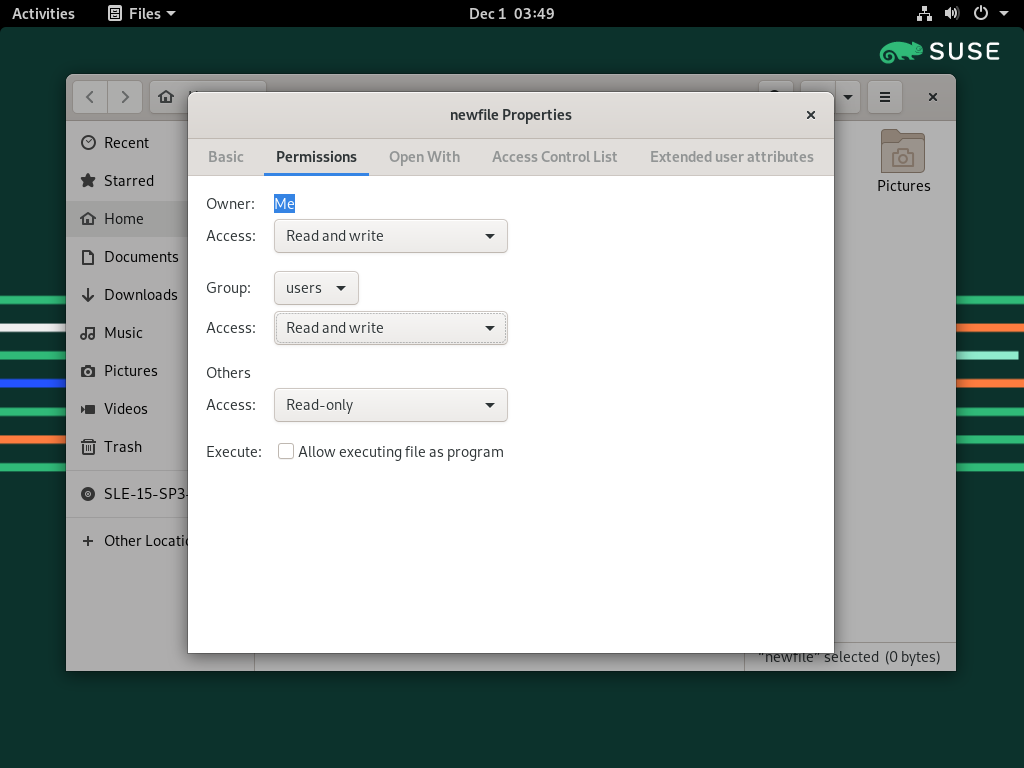 Activities Files Dec 1 03:49
SUSE
newfile Properties
Basic Permissions Open With Access Control List Extended user attributes
Recent
Starred
Home
Documents
Downloads
Music
Pictures
Videos
Trash
SLE-15-SP3-
Other Locatio
Owner: Me
Access: Read and write
Group: users
Access: Read and write
Others
Access: Read-only
Execute: Allow executing file as program
Pictures
"newfile" selected (0 bytes)